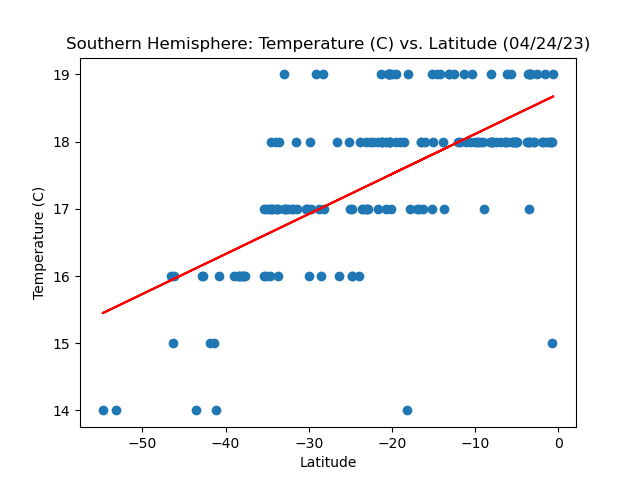 Southern Hemisphere: Temperature (C) vs. Latitude (04/24/23)
19
18
17
16
15
14
Temperature (C)
−50 −40 −30 −20 −10 0
Latitude